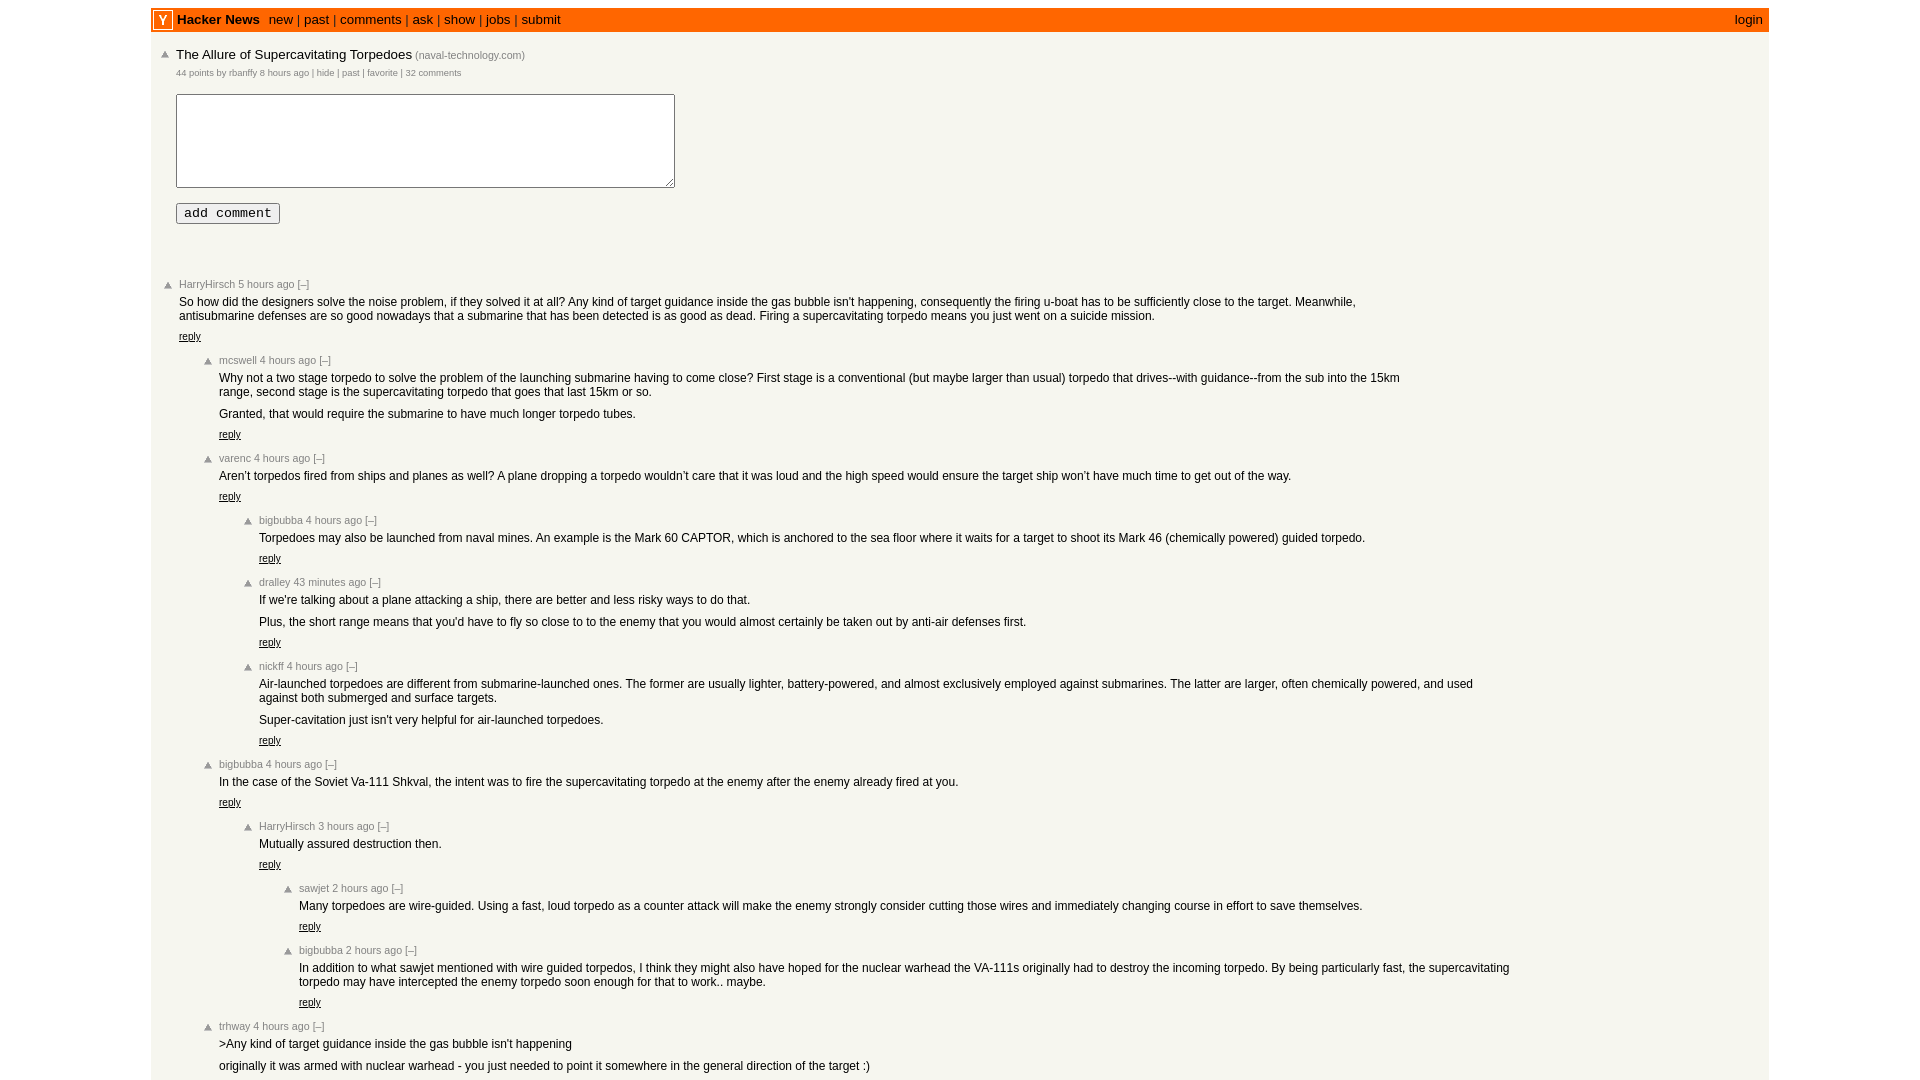 Y Hacker News new | past | comments | ask | show | jobs | submit login
The Allure of Supercavitating Torpedoes (naval-technology.com)
44 points by rbanffy 8 hours ago | hide | past | favorite | 32 comments
add comment
HarryHirsch 5 hours ago [–]
So how did the designers solve the noise problem, if they solved it at all? Any kind of target guidance inside the gas bubble isn't happening, consequently the firing u-boat has to be sufficiently close to the target. Meanwhile,
antisubmarine defenses are so good nowadays that a submarine that has been detected is as good as dead. Firing a supercavitating torpedo means you just went on a suicide mission.
reply
mcswell 4 hours ago [–]
Why not a two stage torpedo to solve the problem of the launching submarine having to come close? First stage is a conventional (but maybe larger than usual) torpedo that drives--with guidance--from the sub into the 15km
range, second stage is the supercavitating torpedo that goes that last 15km or so.
Granted, that would require the submarine to have much longer torpedo tubes.
reply
varenc 4 hours ago [–]
Aren’t torpedos fired from ships and planes as well? A plane dropping a torpedo wouldn’t care that it was loud and the high speed would ensure the target ship won’t have much time to get out of the way.
reply
bigbubba 4 hours ago [–]
Torpedoes may also be launched from naval mines. An example is the Mark 60 CAPTOR, which is anchored to the sea floor where it waits for a target to shoot its Mark 46 (chemically powered) guided torpedo.
reply
dralley 43 minutes ago [–]
If we're talking about a plane attacking a ship, there are better and less risky ways to do that.
Plus, the short range means that you'd have to fly so close to to the enemy that you would almost certainly be taken out by anti-air defenses first.
reply
nickff 4 hours ago [–]
Air-launched torpedoes are different from submarine-launched ones. The former are usually lighter, battery-powered, and almost exclusively employed against submarines. The latter are larger, often chemically powered, and used
against both submerged and surface targets.
Super-cavitation just isn't very helpful for air-launched torpedoes.
reply
bigbubba 4 hours ago [–]
In the case of the Soviet Va-111 Shkval, the intent was to fire the supercavitating torpedo at the enemy after the enemy already fired at you.
reply
HarryHirsch 3 hours ago [–]
Mutually assured destruction then.
reply
sawjet 2 hours ago [–]
Many torpedoes are wire-guided. Using a fast, loud torpedo as a counter attack will make the enemy strongly consider cutting those wires and immediately changing course in effort to save themselves.
reply
bigbubba 2 hours ago [–]
In addition to what sawjet mentioned with wire guided torpedos, I think they might also have hoped for the nuclear warhead the VA-111s originally had to destroy the incoming torpedo. By being particularly fast, the supercavitating
torpedo may have intercepted the enemy torpedo soon enough for that to work.. maybe.
reply
trhway 4 hours ago [–]
>Any kind of target guidance inside the gas bubble isn't happening
originally it was armed with nuclear warhead - you just needed to point it somewhere in the general direction of the target :)